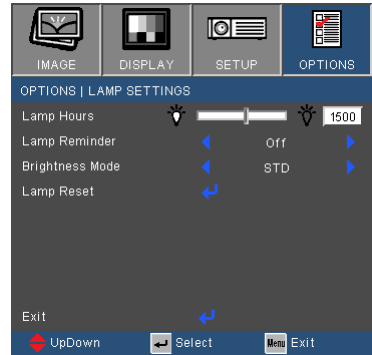 IMAGE DISPLAY SETUP OPTIONS
OPTIONS | LAMP SETTINGS
Lamp Hours 1500
Lamp Reminder Off
Brightness Mode STD
Lamp Reset
Exit
UpDown Select Menu Exit